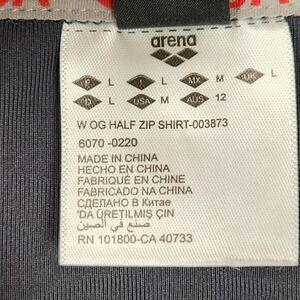 arena
F L I L MX M UK L
D L USA M AUS 12
W OG HALF ZIP SHIRT-003873
6070 -0220
MADE IN CHINA
HECHO EN CHINA
FABRIQUÉ EN CHINE
FABRICADO NA CHINA
СДЕЛАНО В Китае
'DA ÜRETILMIŞ ÇIN
صنع في الصين
RN 101800-CA 40733